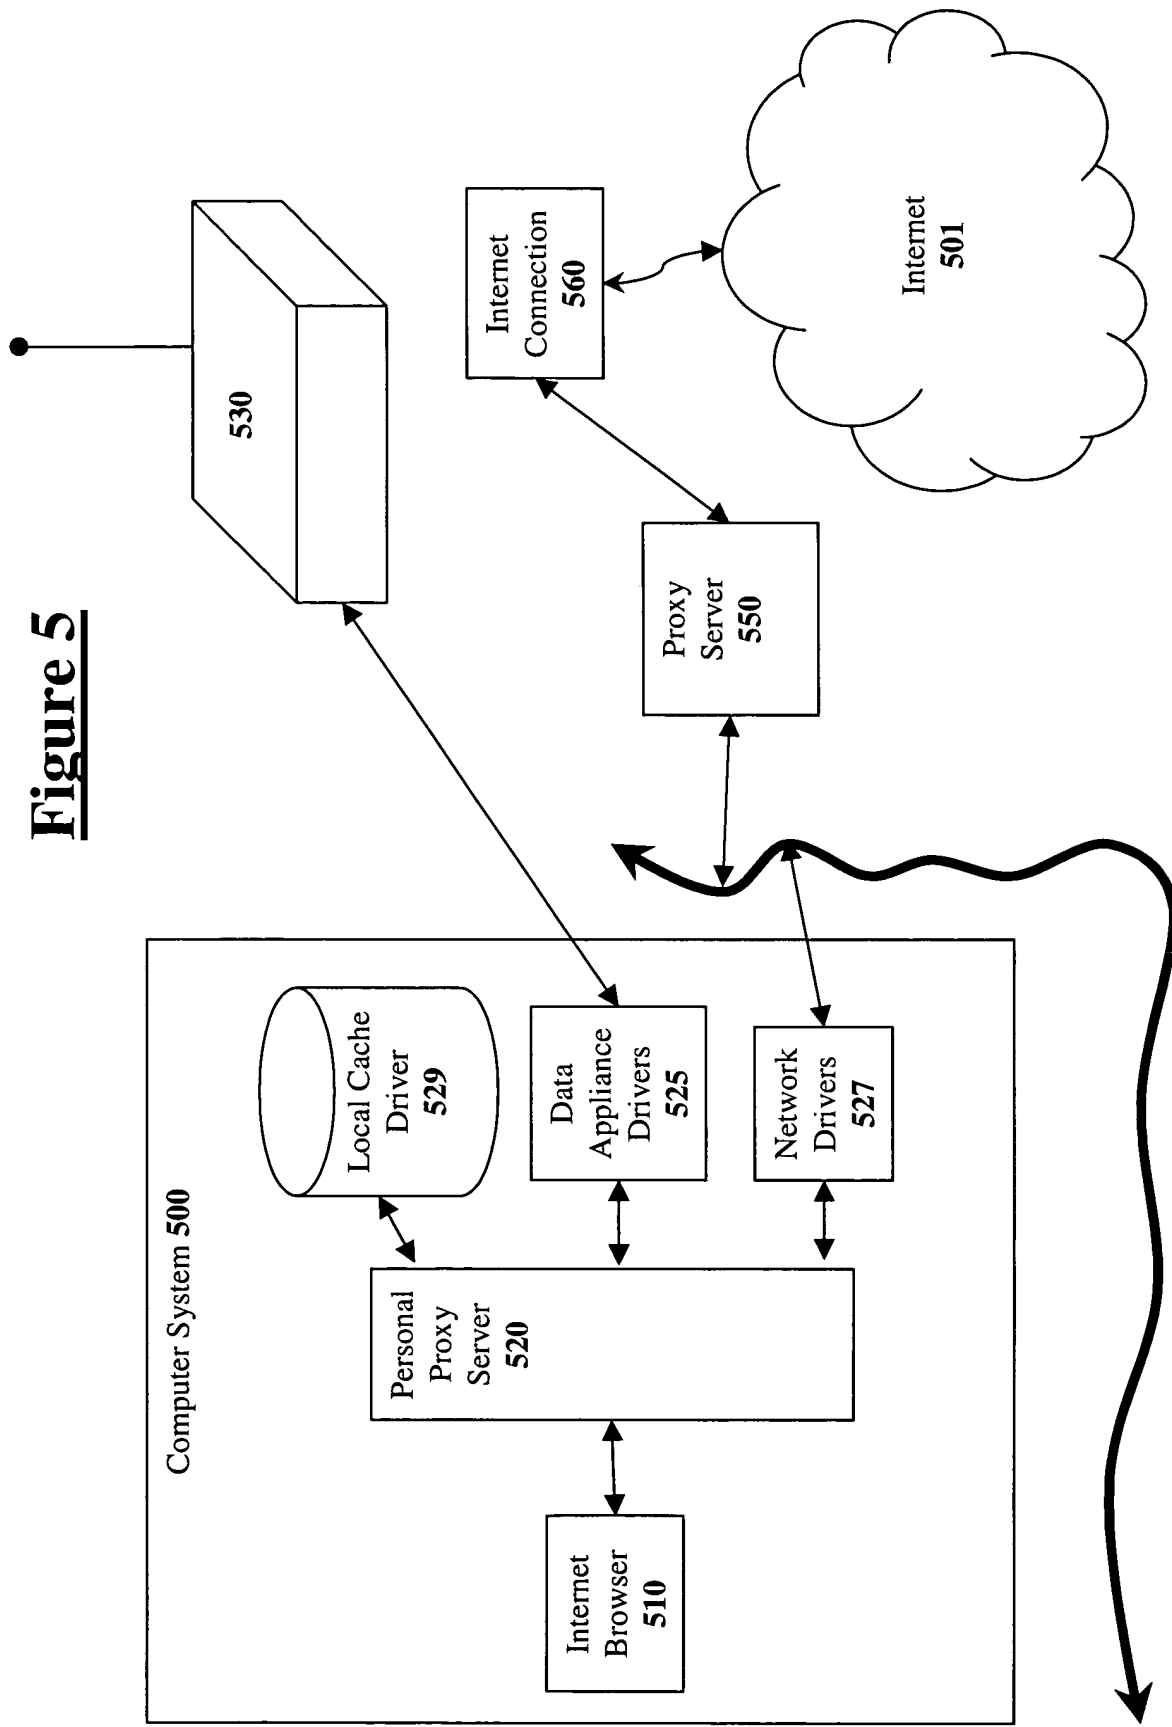 Figure 5
Computer System 500
Internet
Browser
510
Personal
Proxy
Server
520
Local Cache
Driver
529
Data
Appliance
Drivers
525
Network
Drivers
527
530
Proxy
Server
550
Internet
Connection
560
Internet
501